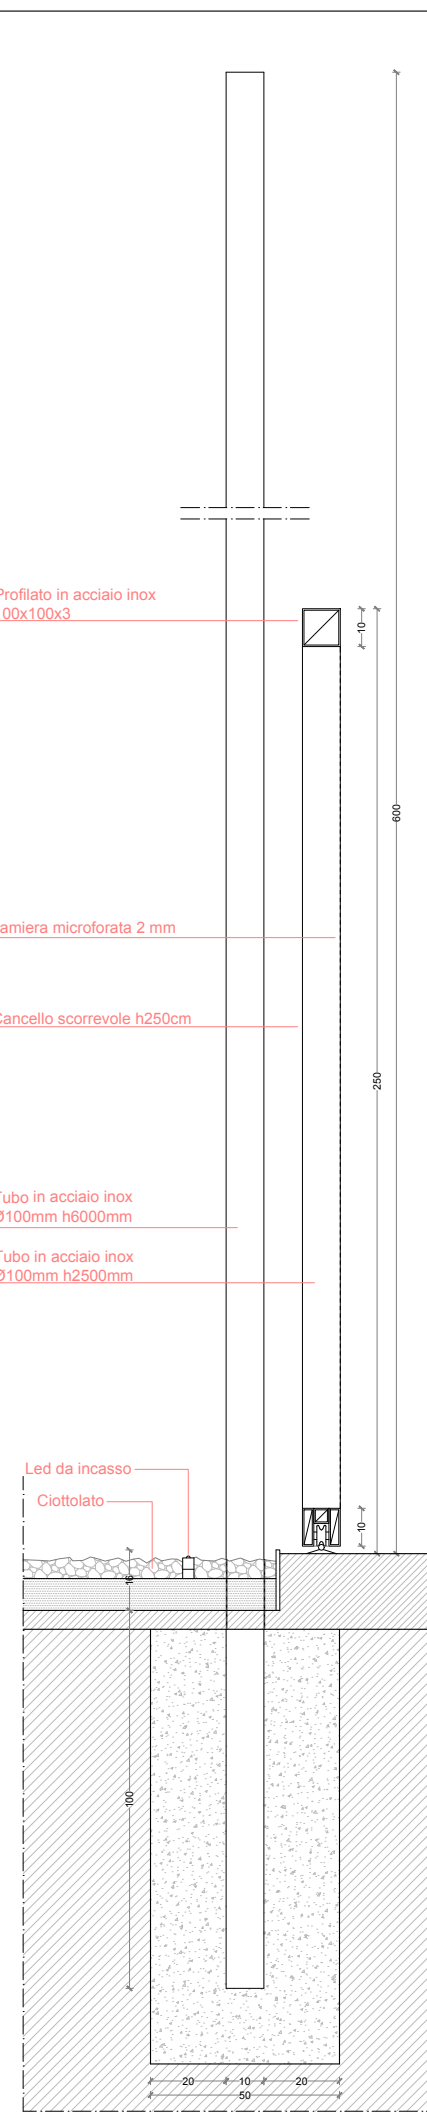 Profilato in acciaio inox
00x100x3
10
600
amiera microforata 2 mm
Cancello scorrevole h250cm
250
Tubo in acciaio inox
Ø100mm h6000mm
Tubo in acciaio inox
Ø100mm h2500mm
Led da incasso
Ciottolato
10
16
100
20 10 20
50